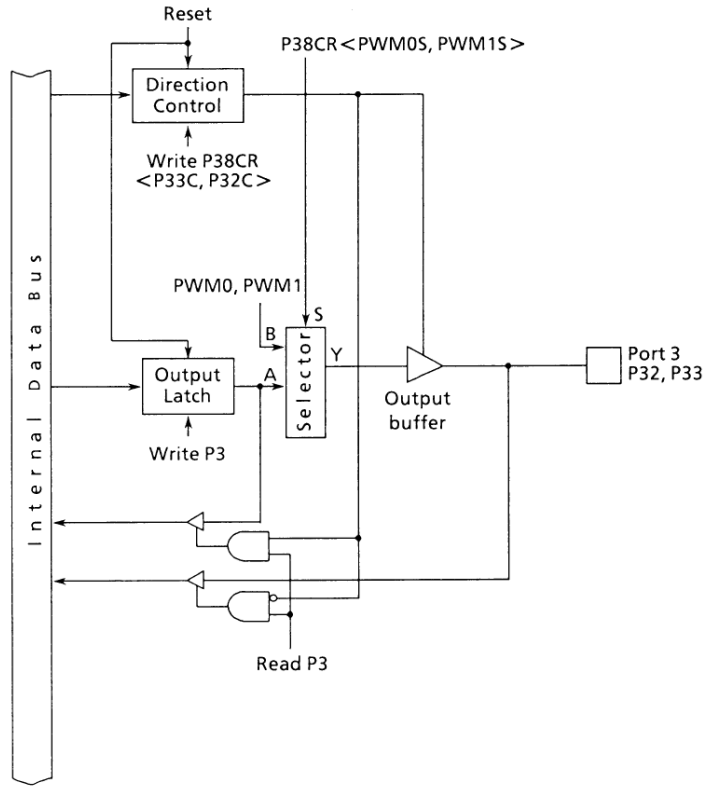 Reset
P38CR<PWM0S, PWM1S>
Direction
Control
Write P38CR
<P33C, P32C>
Internal Data Bus
PWM0, PWM1
S
B
A
Y
Selector
Output
Latch
Write P3
Output
buffer
Port 3
P32, P33
Read P3